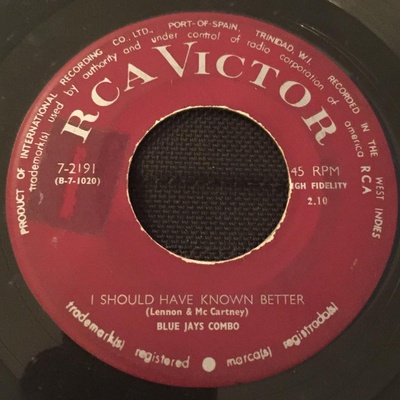 PRODUCT OF INTERNATIONAL RECORDING CO., LTD., PORT-OF-SPAIN, TRINIDAD, W.I. RECORDED IN THE WEST INDIES
trademark(s) used by authority and under control of radio corporation of america RCA
RCA VICTOR
7-2191
(B-7-1020)
45 RPM
IGH FIDELITY
2.10
I SHOULD HAVE KNOWN BETTER
(Lennon & Mc Cartney)
BLUE JAYS COMBO
trademark(s) registered marca(s) registrada(s)